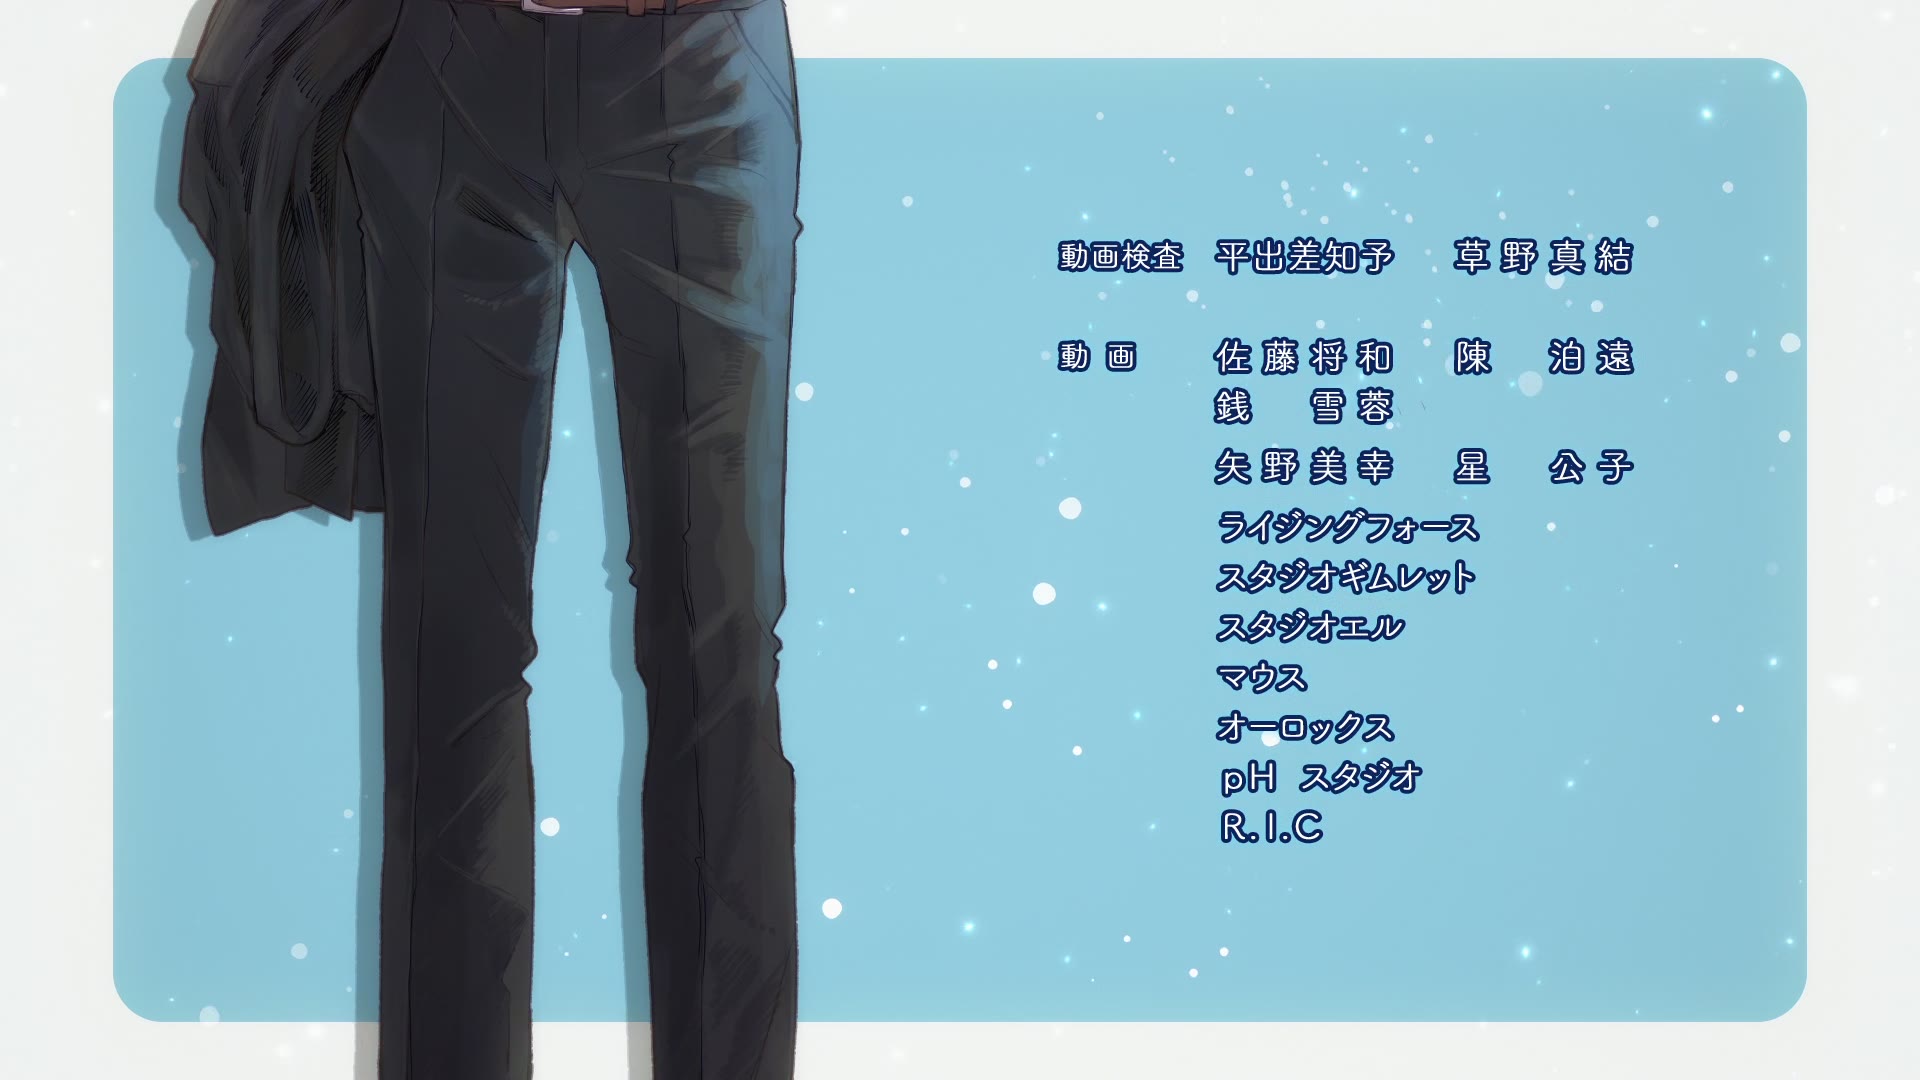 動画検査 平出差知予 草野真結
動画 佐藤将和 陳泊遠
銭雪蓉
矢野美幸 星公子
ライジングフォース
スタジオギムレット
スタジオエル
マウス
オーロックス
pH スタジオ
R.I.C